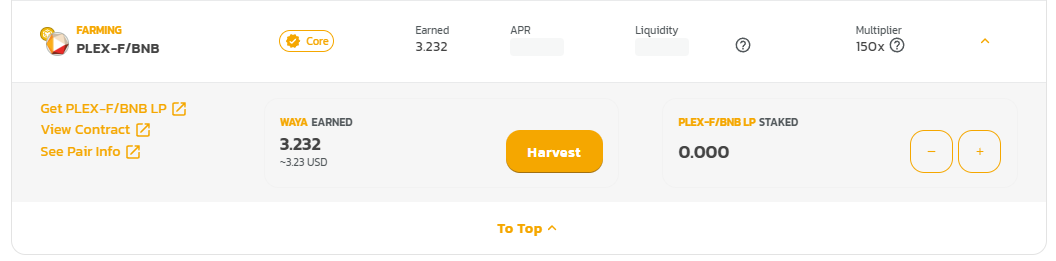 FARMING
PLEX-F/BNB
Core
Earned
3.232
APR
Liquidity
Multiplier
150x
Get PLEX-F/BNB LP
View Contract
See Pair Info
WAYA EARNED
3.232
~3.23 USD
Harvest
PLEX-F/BNB LP STAKED
0.000
−
+
To Top